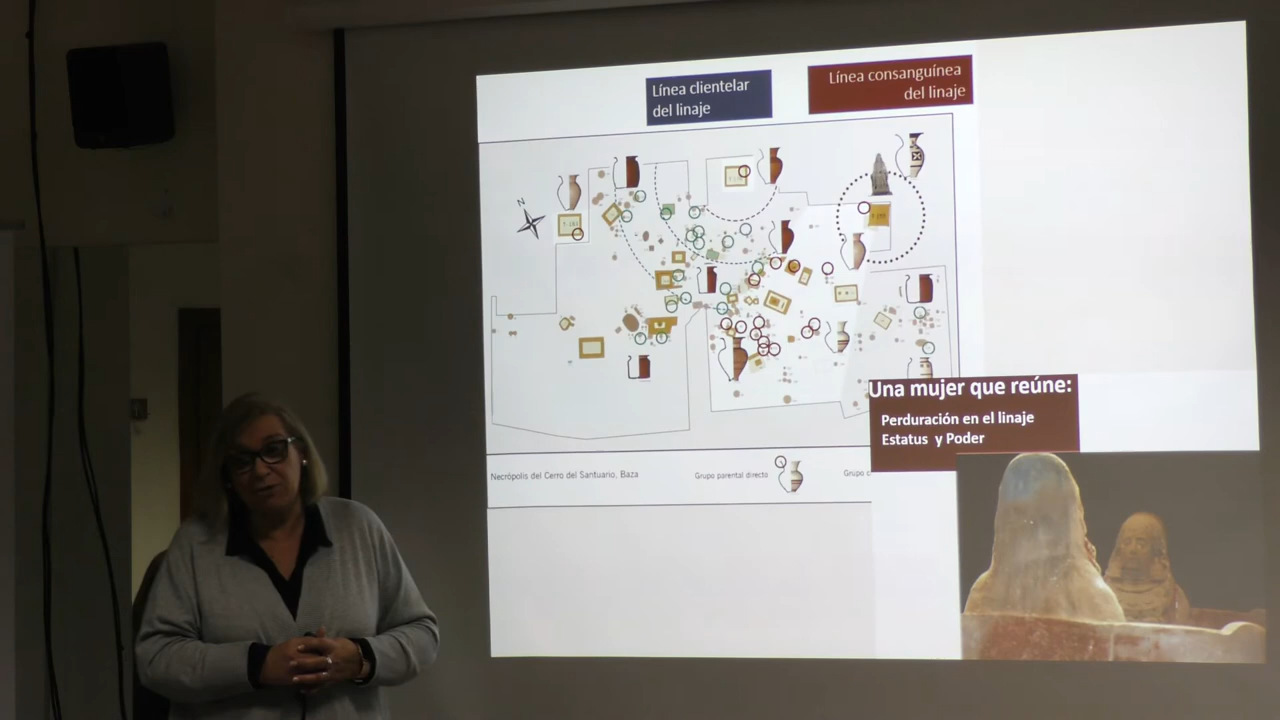 Línea clientelar
del linaje
Línea consanguínea
del linaje
N
Una mujer que reúne:
Perduración en el linaje
Estatus y Poder
Necrópolis del Cerro del Santuario, Baza
Grupo parental directo
Grupo c